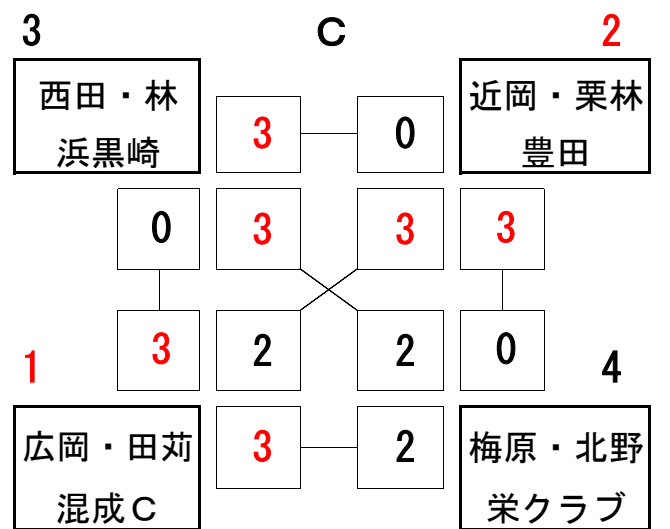 3 C 2
西田・林
浜黒崎
3 0
近岡・栗林
豊田
0 3 3 3
3 2 2 0
1 4
広岡・田苅
混成C
3 2
梅原・北野
栄クラブ